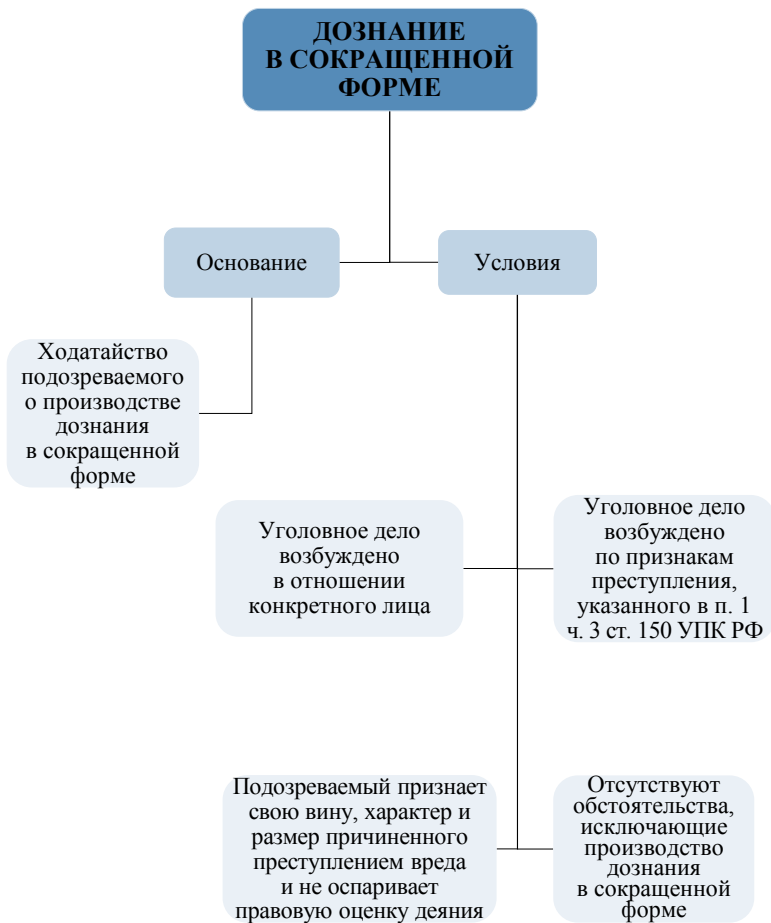 ДОЗНАНИЕ
В СОКРАЩЕННОЙ
ФОРМЕ
Основание
Условия
Ходатайство
подозреваемого
о производстве
дознания
в сокращенной
форме
Уголовное дело
возбуждено
в отношении
конкретного лица
Уголовное дело
возбуждено
по признакам
преступления,
указанного в п. 1
ч. 3 ст. 150 УПК РФ
Подозреваемый признает
свою вину, характер и
размер причиненного
преступлением вреда
и не оспаривает
правовую оценку деяния
Отсутствуют
обстоятельства,
исключающие
производство
дознания
в сокращенной
форме